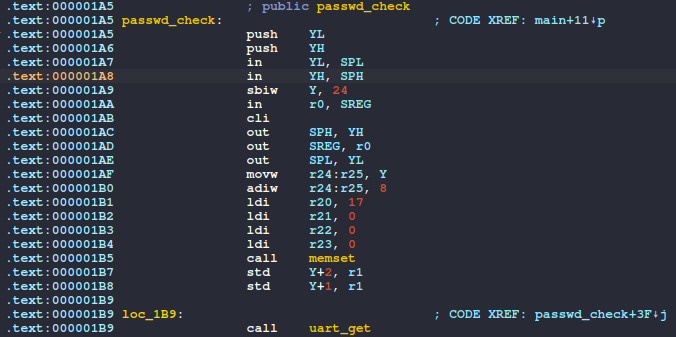 .text:000001A5 ; public passwd_check
.text:000001A5 passwd_check: ; CODE XREF: main+11↓p
.text:000001A5 push YL
.text:000001A6 push YH
.text:000001A7 in YL, SPL
.text:000001A8 in YH, SPH
.text:000001A9 sbiw Y, 24
.text:000001AA in r0, SREG
.text:000001AB cli
.text:000001AC out SPH, YH
.text:000001AD out SREG, r0
.text:000001AE out SPL, YL
.text:000001AF movw r24:r25, Y
.text:000001B0 adiw r24:r25, 8
.text:000001B1 ldi r20, 17
.text:000001B2 ldi r21, 0
.text:000001B3 ldi r22, 0
.text:000001B4 ldi r23, 0
.text:000001B5 call memset
.text:000001B7 std Y+2, r1
.text:000001B8 std Y+1, r1
.text:000001B9
.text:000001B9 loc_1B9: ; CODE XREF: passwd_check+3F↓j
.text:000001B9 call uart_get